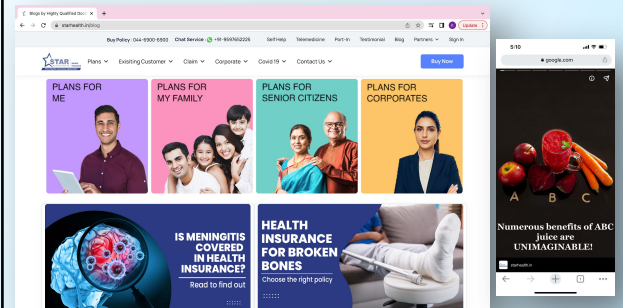 Blogs by Highly Qualified Doc
starhealth.in/blog
Update
Buy Policy : 044-6900-6900 Chat Service : +91-9597652225 Self Help Telemedicine Port-In Testimonial Blog Partners Sign In
STAR Plans Exisiting Customer Claim Corporate Covid 19 Contact Us Buy Now
PLANS FOR
ME
PLANS FOR
MY FAMILY
PLANS FOR
SENIOR CITIZENS
PLANS FOR
CORPORATES
IS MENINGITIS
COVERED
IN HEALTH
INSURANCE?
Read to find out
HEALTH
INSURANCE
FOR BROKEN
BONES
Choose the right policy
5:10
google.com
A B C
Numerous benefits of ABC
juice are
UNIMAGINABLE!
starhealth.in